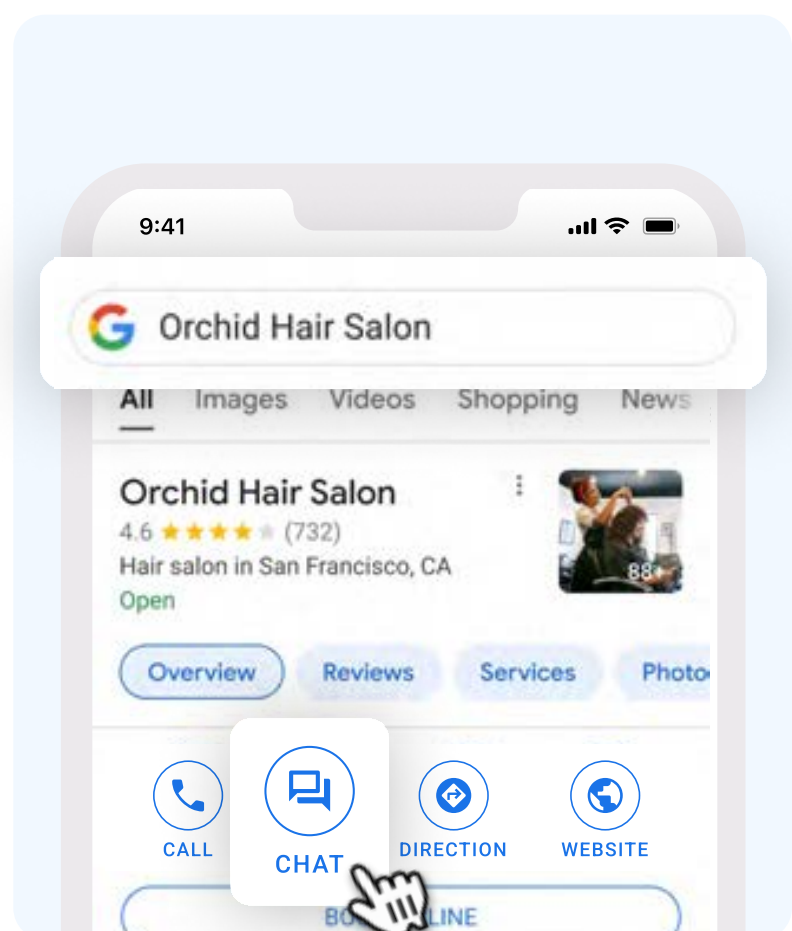 9:41
Orchid Hair Salon
All Images Videos Shopping News
Orchid Hair Salon
4.6 (732)
Hair salon in San Francisco, CA
Open
88+
Overview Reviews Services
CALL CHAT DIRECTION WEBSITE